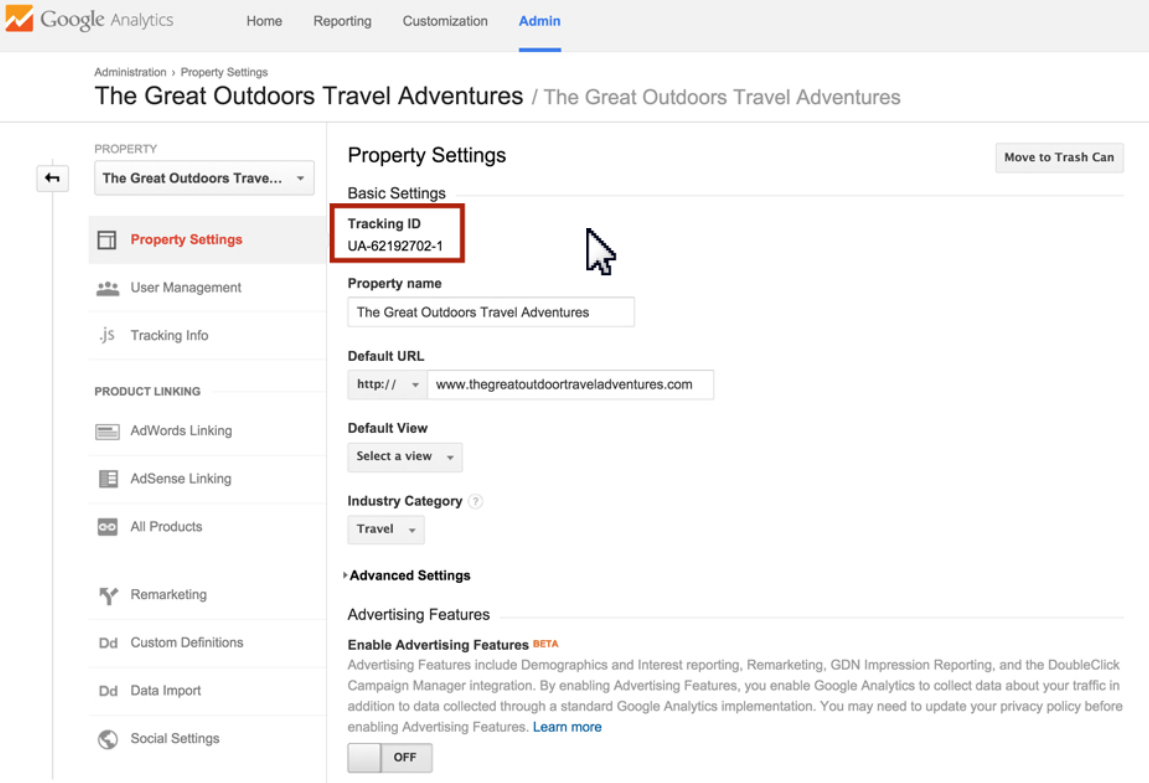 Google Analytics
Home Reporting Customization Admin
Administration › Property Settings
The Great Outdoors Travel Adventures / The Great Outdoors Travel Adventures
PROPERTY
The Great Outdoors Trave...
Property Settings
User Management
.js Tracking Info
PRODUCT LINKING
AdWords Linking
AdSense Linking
All Products
Remarketing
Dd Custom Definitions
Dd Data Import
Social Settings
Property Settings
Move to Trash Can
Basic Settings
Tracking ID
UA-62192702-1
Property name
The Great Outdoors Travel Adventures
Default URL
http:// www.thegreatoutdoortraveladventures.com
Default View
Select a view
Industry Category ?
Travel
Advanced Settings
Advertising Features
Enable Advertising Features BETA
Advertising Features include Demographics and Interest reporting, Remarketing, GDN Impression Reporting, and the DoubleClick
Campaign Manager integration. By enabling Advertising Features, you enable Google Analytics to collect data about your traffic in
addition to data collected through a standard Google Analytics implementation. You may need to update your privacy policy before
enabling Advertising Features. Learn more
OFF